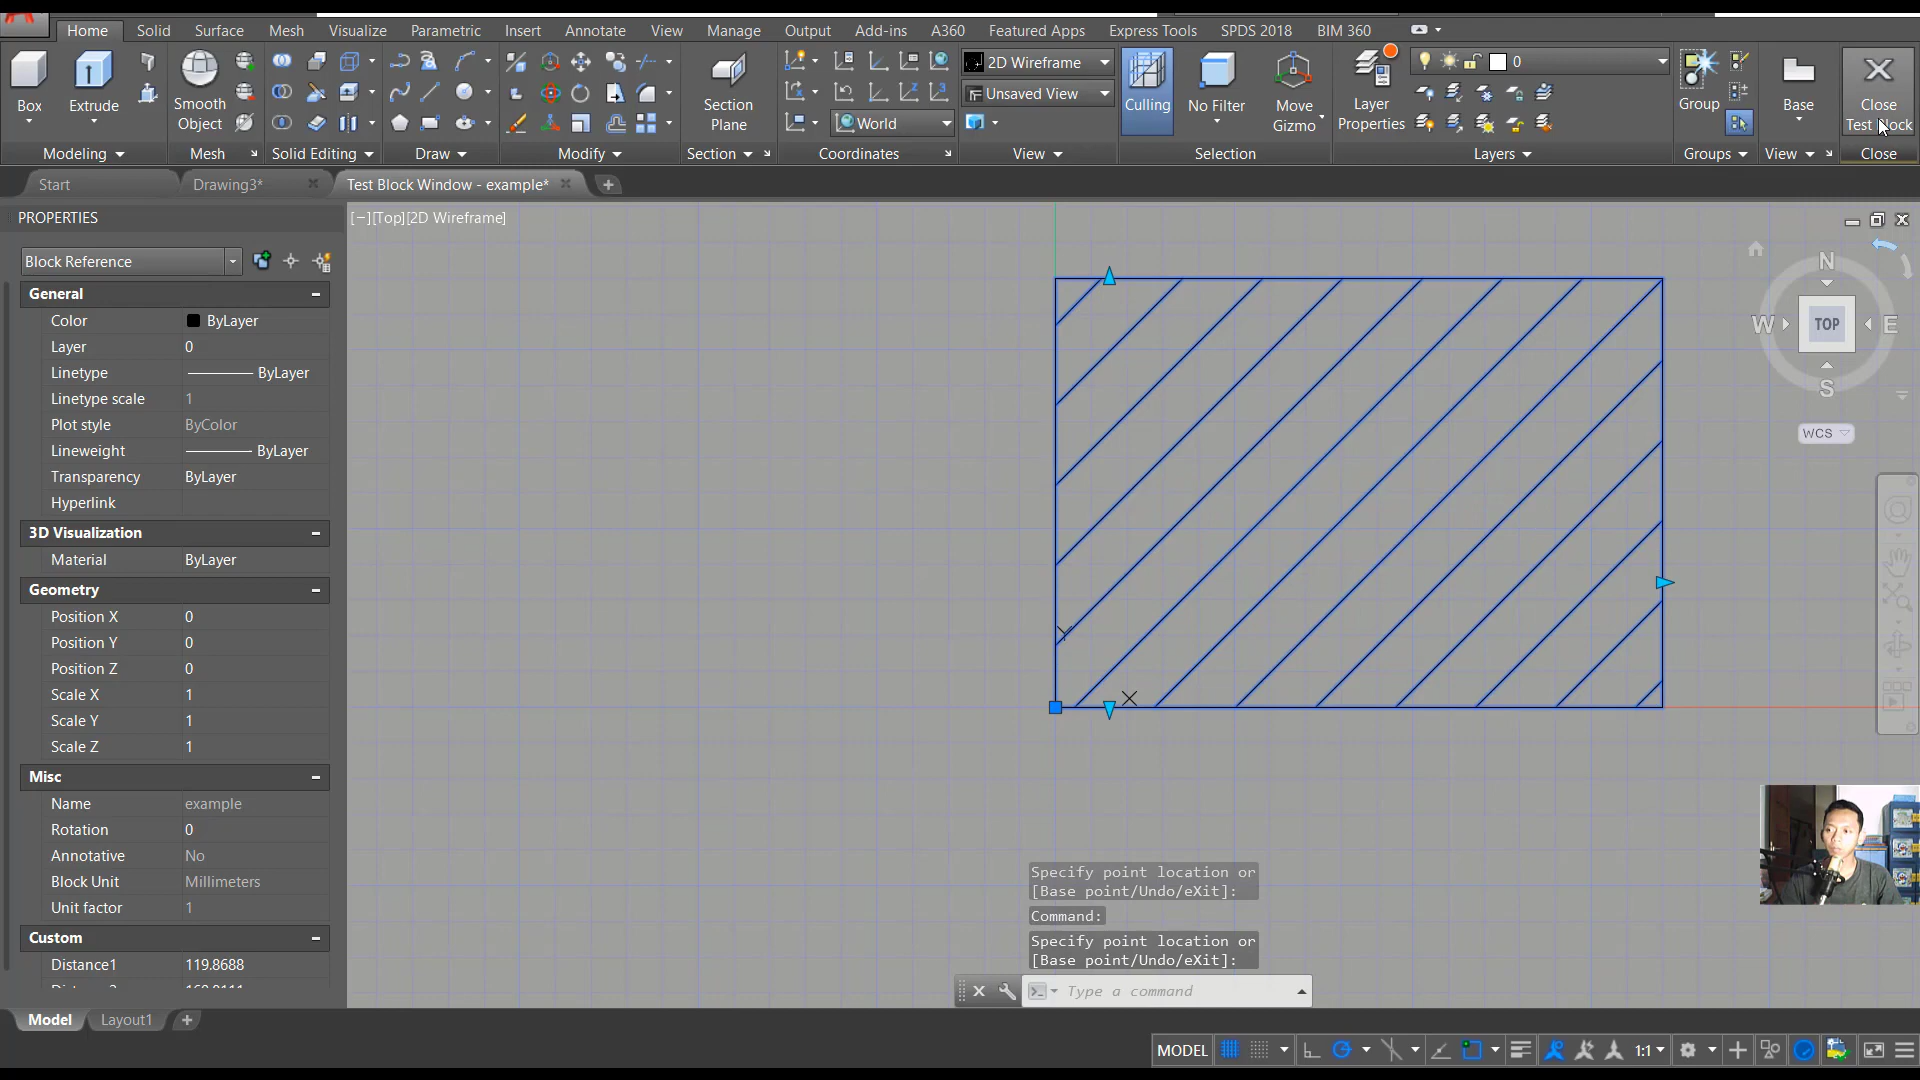 Home Solid Surface Mesh Visualize Parametric Insert Annotate View Manage Output Add-ins A360 Featured Apps Express Tools SPDS 2018 BIM 360
2D Wireframe
0
Unsaved View
Box
Extrude
Smooth
Object
Section
Plane
World
Culling
No Filter
Move
Gizmo
Layer
Properties
Group
Base
Close
Test Block
Modeling
Mesh
Solid Editing
Draw
Modify
Section
Coordinates
View
Selection
Layers
Groups
View
Close
Start
Drawing3*
Test Block Window - example*
PROPERTIES
[−][Top][2D Wireframe]
Block Reference
General
Color ByLayer
Layer 0
Linetype ByLayer
Linetype scale 1
Plot style ByColor
Lineweight ByLayer
Transparency ByLayer
Hyperlink
3D Visualization
Material ByLayer
Geometry
Position X 0
Position Y 0
Position Z 0
Scale X 1
Scale Y 1
Scale Z 1
Misc
Name example
Rotation 0
Annotative No
Block Unit Millimeters
Unit factor 1
Custom
Distance1 119.8688
N
W
TOP
E
S
WCS
Y
X
Specify point location or
[Base point/Undo/eXit]:
Command:
Specify point location or
[Base point/Undo/eXit]:
Type a command
Model Layout1
MODEL
1:1